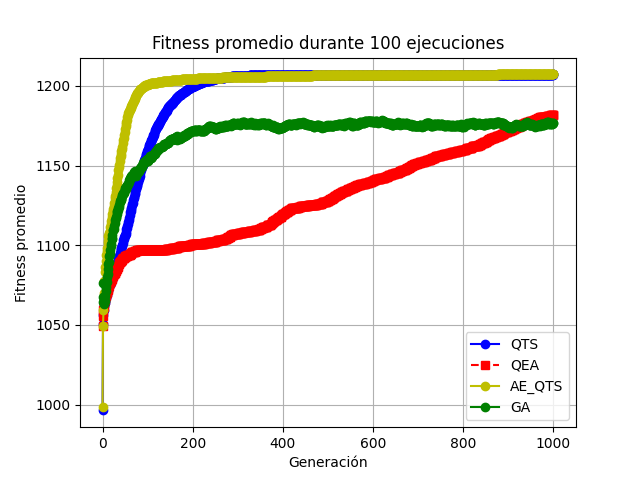 Fitness promedio durante 100 ejecuciones
Fitness promedio
1200
1150
1100
1050
1000
0 200 400 600 800 1000
Generación
QTS
QEA
AE_QTS
GA